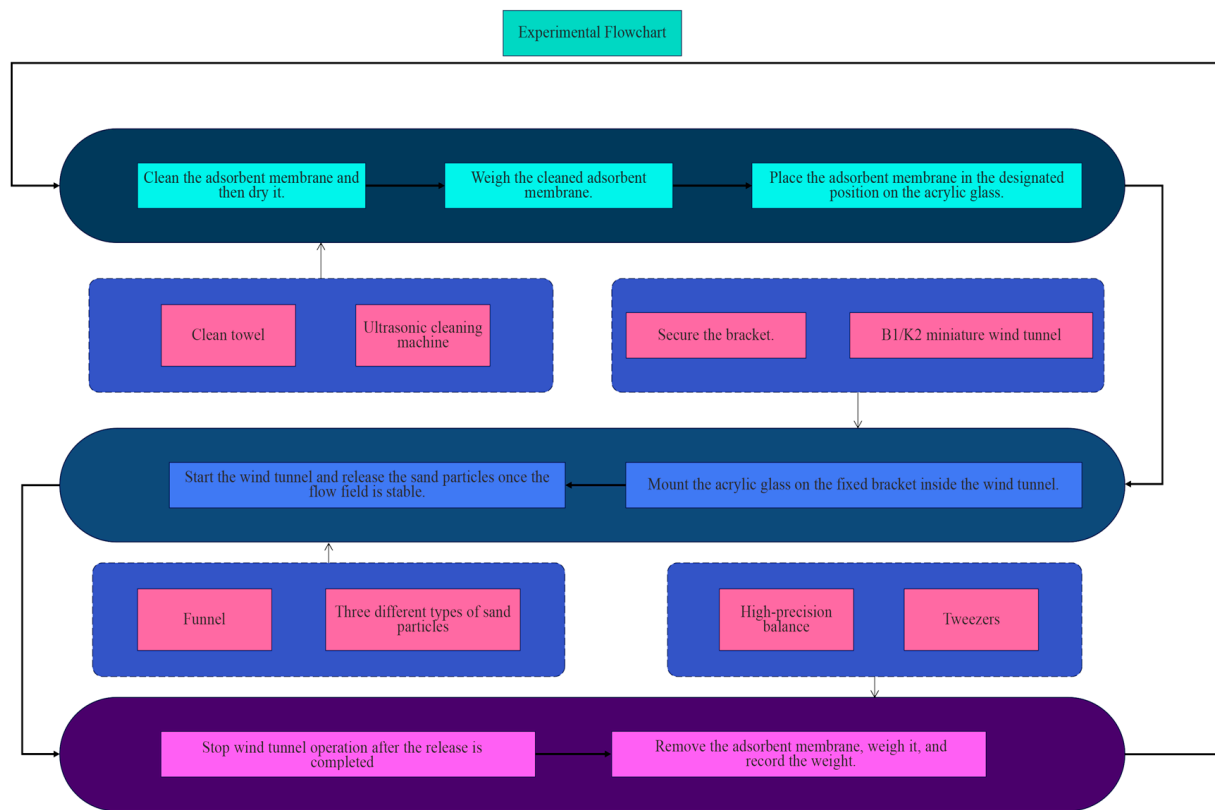 Experimental Flowchart
Clean the adsorbent membrane and
then dry it.
Weigh the cleaned adsorbent
membrane.
Place the adsorbent membrane in the designated
position on the acrylic glass.
Clean towel
Ultrasonic cleaning
machine
Secure the bracket.
B1/K2 miniature wind tunnel
Start the wind tunnel and release the sand particles once the
flow field is stable.
Mount the acrylic glass on the fixed bracket inside the wind tunnel.
Funnel
Three different types of sand
particles
High-precision
balance
Tweezers
Stop wind tunnel operation after the release is
completed
Remove the adsorbent membrane, weigh it, and
record the weight.